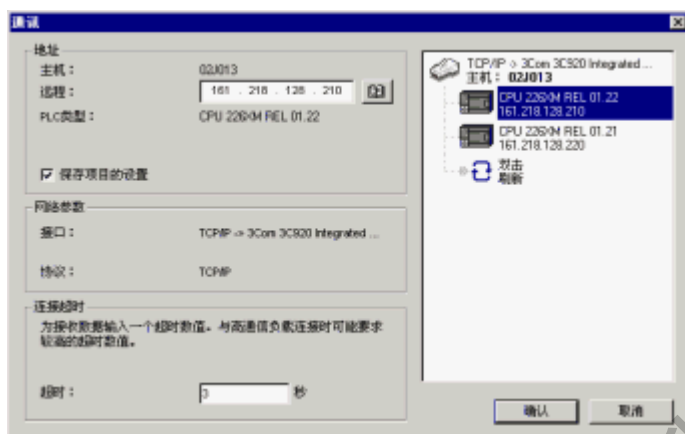 通讯
地址
主机：
02J013
远程：
161 . 218 . 128 . 210
PLC类型：
CPU 226XM REL 01.22
保存项目的设置
网络参数
接口：
TCP/IP -> 3Com 3C920 Integrated ...
协议：
TCP/IP
连接超时
为接收数据输入一个超时数值。与高通信负载连接时可能要求
较高的超时数值。
超时：
3
秒
TCP/IP -> 3Com 3C920 Integrated ...
主机：02J013
CPU 226XM REL 01.22
161.218.128.210
CPU 226XM REL 01.21
161.218.128.220
双击
刷新
确认
取消